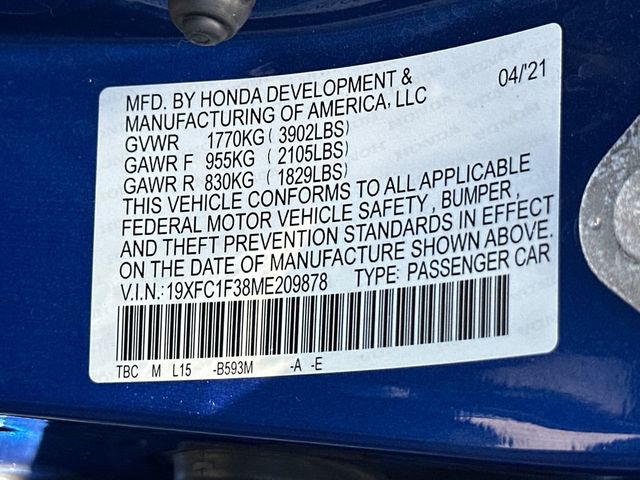 MFD. BY HONDA DEVELOPMENT & 04/'21
MANUFACTURING OF AMERICA, LLC
GVWR 1770KG ( 3902LBS)
GAWR F 955KG ( 2105LBS)
GAWR R 830KG ( 1829LBS)
THIS VEHICLE CONFORMS TO ALL APPLICABLE
FEDERAL MOTOR VEHICLE SAFETY, BUMPER,
AND THEFT PREVENTION STANDARDS IN EFFECT
ON THE DATE OF MANUFACTURE SHOWN ABOVE.
V.I.N.: 19XFC1F38ME209878 TYPE: PASSENGER CAR
TBC M L15 -B593M -A -E